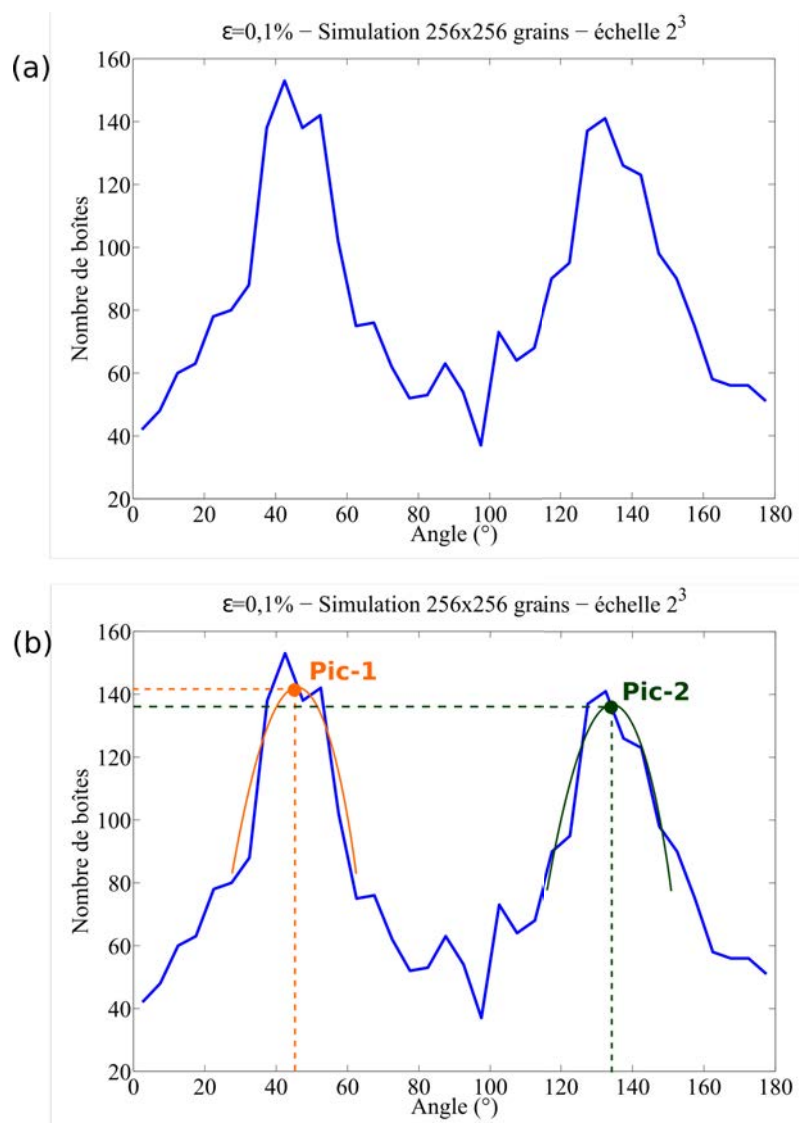 ε=0,1% − Simulation 256x256 grains − échelle 2³
(a)
160
140
120
100
80
60
40
20
Nombre de boîtes
0 20 40 60 80 100 120 140 160 180
Angle (°)
ε=0,1% − Simulation 256x256 grains − échelle 2³
(b)
160
140
120
100
80
60
40
20
Nombre de boîtes
Pic-1
Pic-2
0 20 40 60 80 100 120 140 160 180
Angle (°)